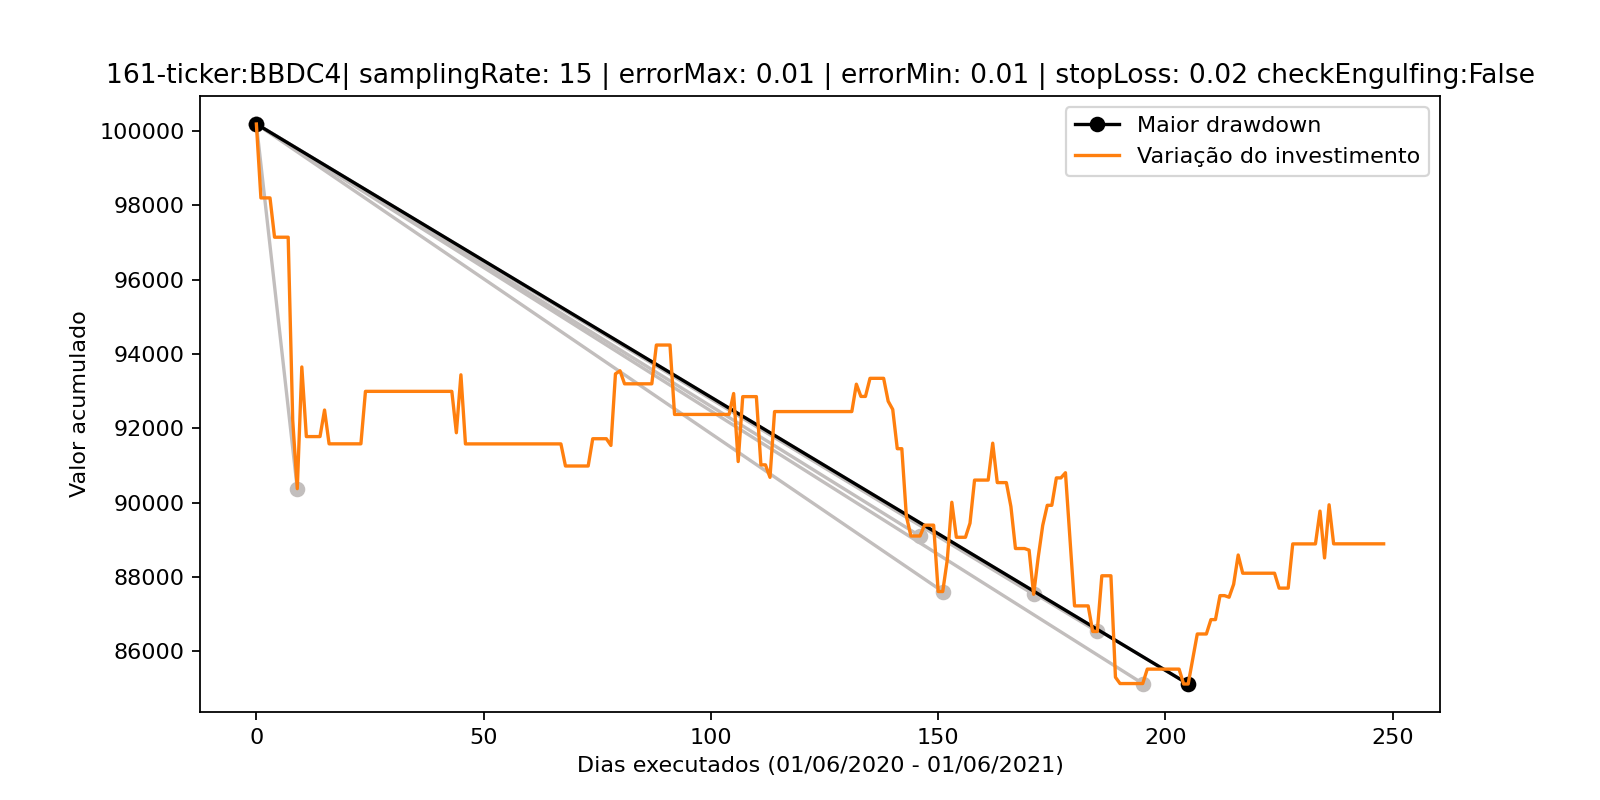 161-ticker:BBDC4| samplingRate: 15 | errorMax: 0.01 | errorMin: 0.01 | stopLoss: 0.02 checkEngulfing:False
Maior drawdown
Variação do investimento
Valor acumulado
100000
98000
96000
94000
92000
90000
88000
86000
0 50 100 150 200 250
Dias executados (01/06/2020 - 01/06/2021)